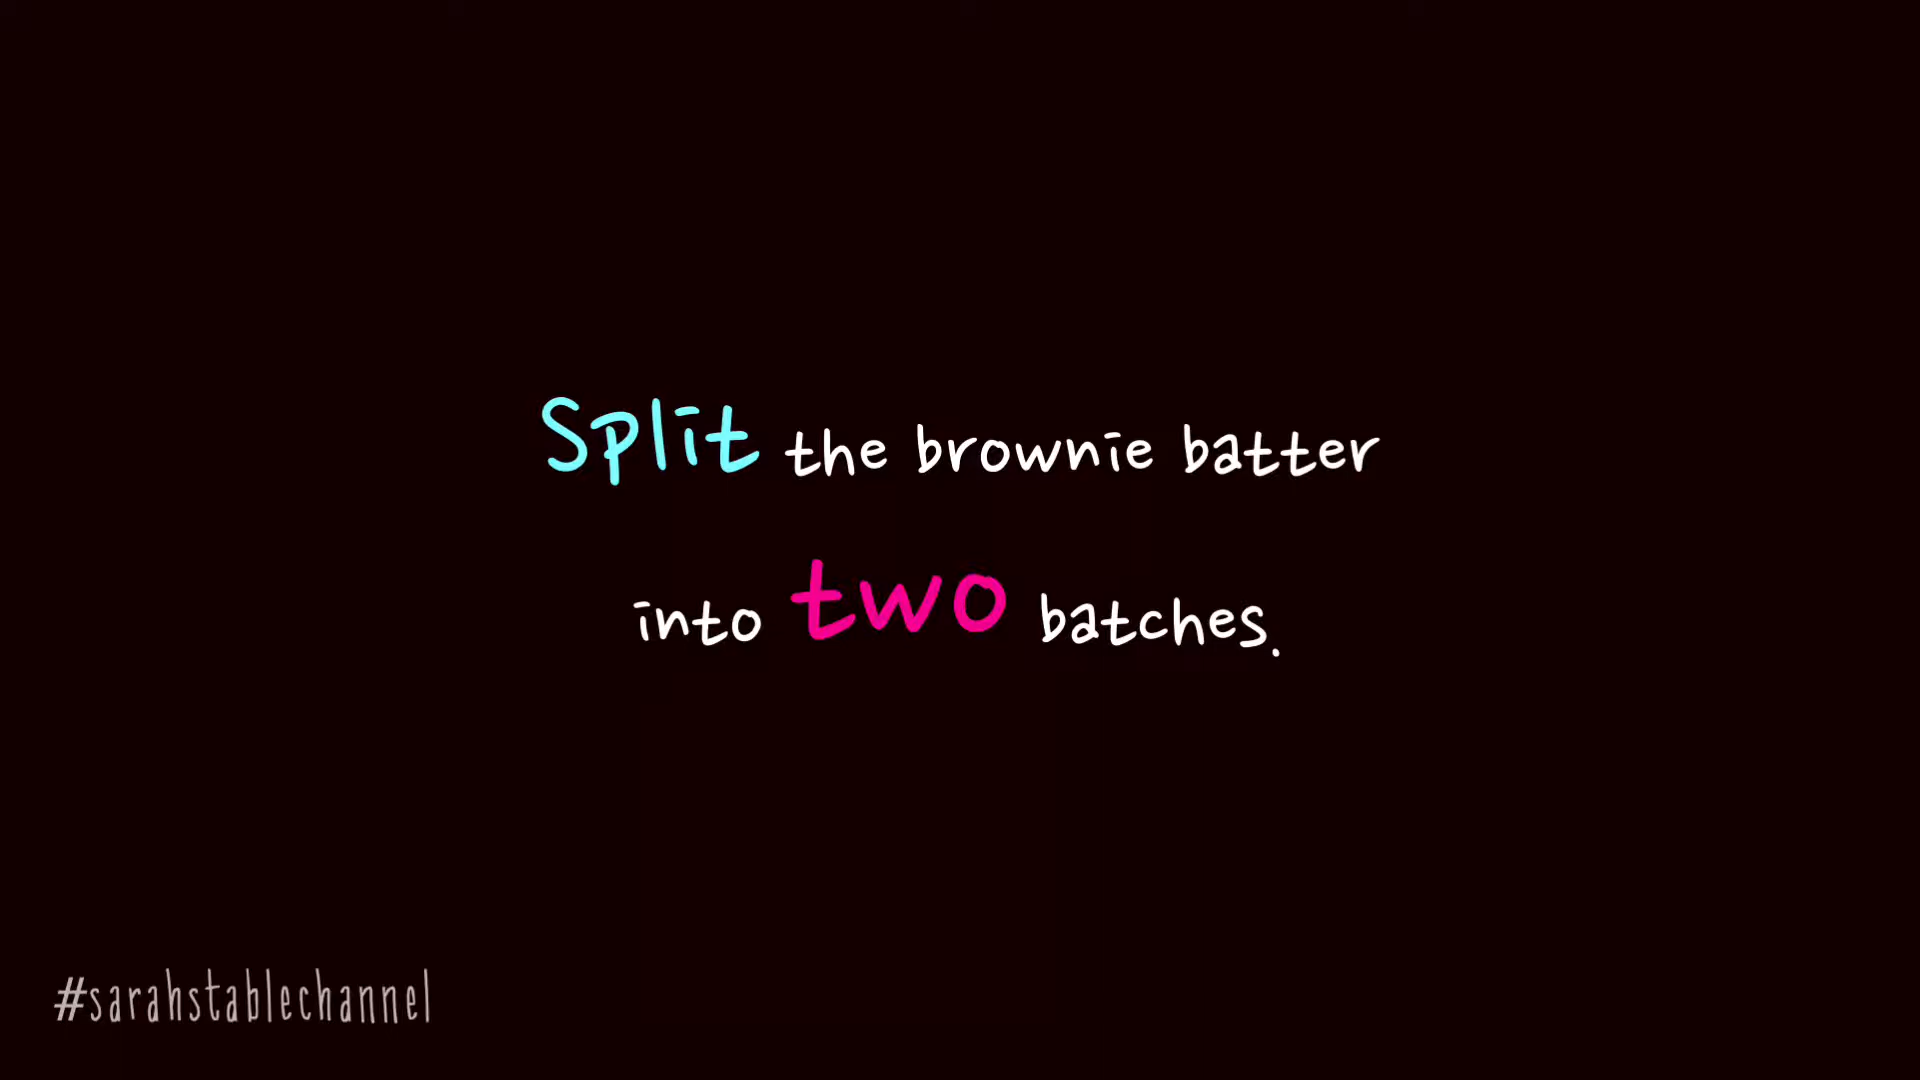 Split the brownie batter
into two batches.
#sarahstablechannel